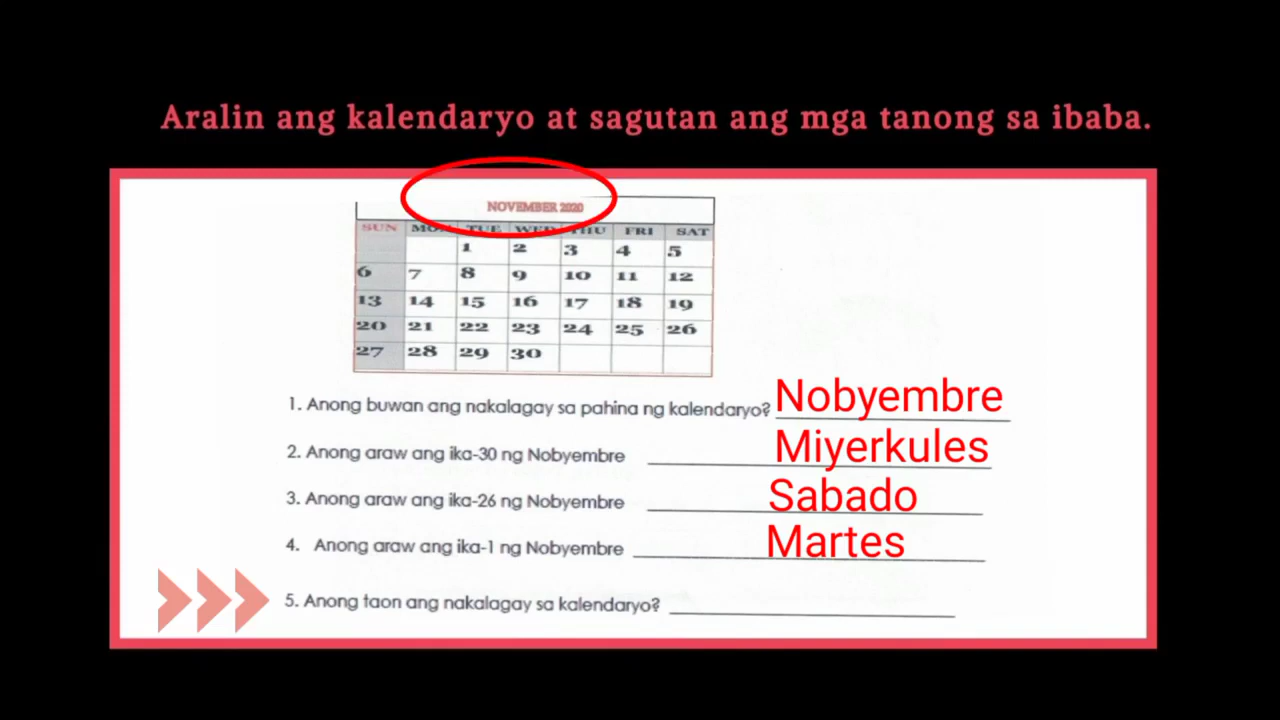 Aralin ang kalendaryo at sagutan ang mga tanong sa ibaba.
NOVEMBER 2020
SUN MON TUE WED THU FRI SAT
1 2 3 4 5
6 7 8 9 10 11 12
13 14 15 16 17 18 19
20 21 22 23 24 25 26
27 28 29 30
1. Anong buwan ang nakalagay sa pahina ng kalendaryo? Nobyembre
2. Anong araw ang ika-30 ng Nobyembre Miyerkules
3. Anong araw ang ika-26 ng Nobyembre Sabado
4. Anong araw ang ika-1 ng Nobyembre Martes
5. Anong taon ang nakalagay sa kalendaryo?